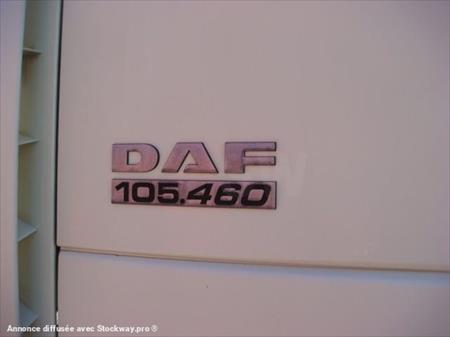 DAF
105.460
Annonce diffusée avec Stockway.pro ®